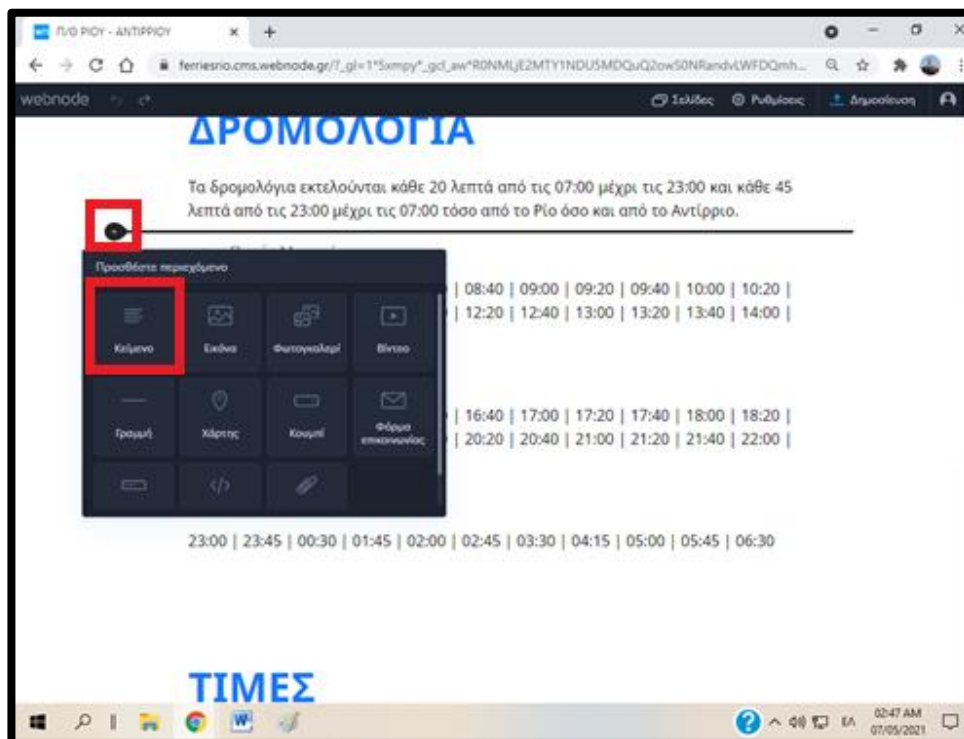 Π/Ο ΡΙΟΥ - ΑΝΤΙΡΡΙΟΥ
ferriesrio.cms.webnode.gr/?_gl=1*5xmpy*_gcl_aw*
webnode
Σελίδες Ρυθμίσεις Δημοσίευση
ΔΡΟΜΟΛΟΓΙΑ
Τα δρομολόγια εκτελούνται κάθε 20 λεπτά από τις 07:00 μέχρι τις 23:00 και κάθε 45
λεπτά από τις 23:00 μέχρι τις 07:00 τόσο από το Ρίο όσο και από το Αντίρριο.
Προσθέστε περιεχόμενο
Κείμενο Εικόνα Φωτογκαλερί Βίντεο
Γραμμή Χάρτης Κουμπί Φόρμα
επικοινωνίας
| 08:40 | 09:00 | 09:20 | 09:40 | 10:00 | 10:20 |
| 12:20 | 12:40 | 13:00 | 13:20 | 13:40 | 14:00 |
| 16:40 | 17:00 | 17:20 | 17:40 | 18:00 | 18:20 |
| 20:20 | 20:40 | 21:00 | 21:20 | 21:40 | 22:00 |
23:00 | 23:45 | 00:30 | 01:45 | 02:00 | 02:45 | 03:30 | 04:15 | 05:00 | 05:45 | 06:30
ΤΙΜΕΣ
ΕΛ
02:47 AM
07/05/2021